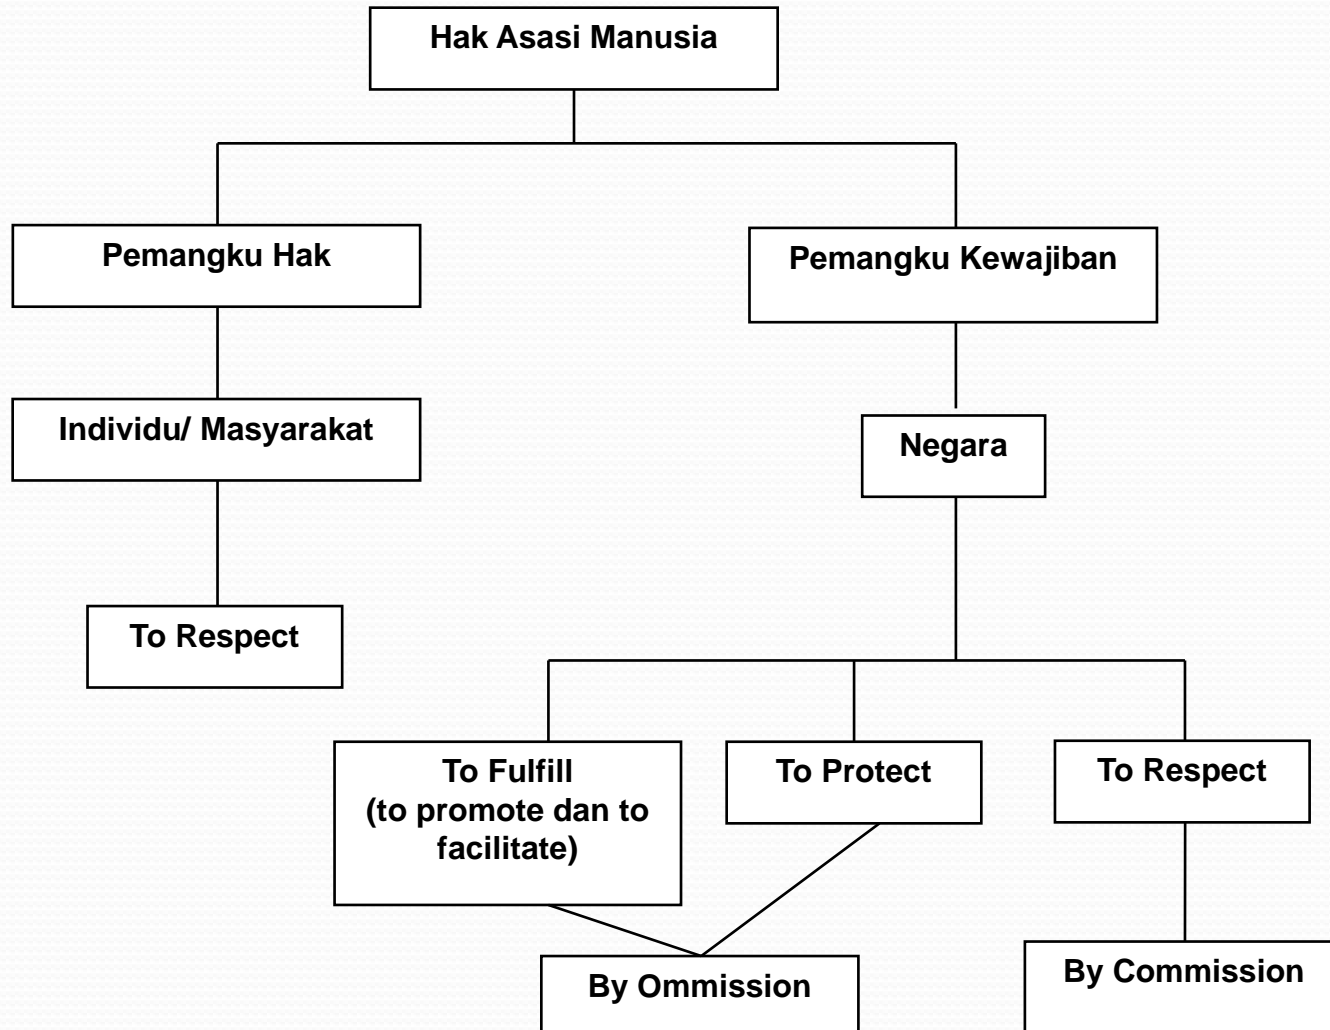 Hak Asasi Manusia
Pemangku Hak
Pemangku Kewajiban
Individu/ Masyarakat
Negara
To Respect
To Fulfill
(to promote dan to
facilitate)
To Protect
To Respect
By Ommission
By Commission